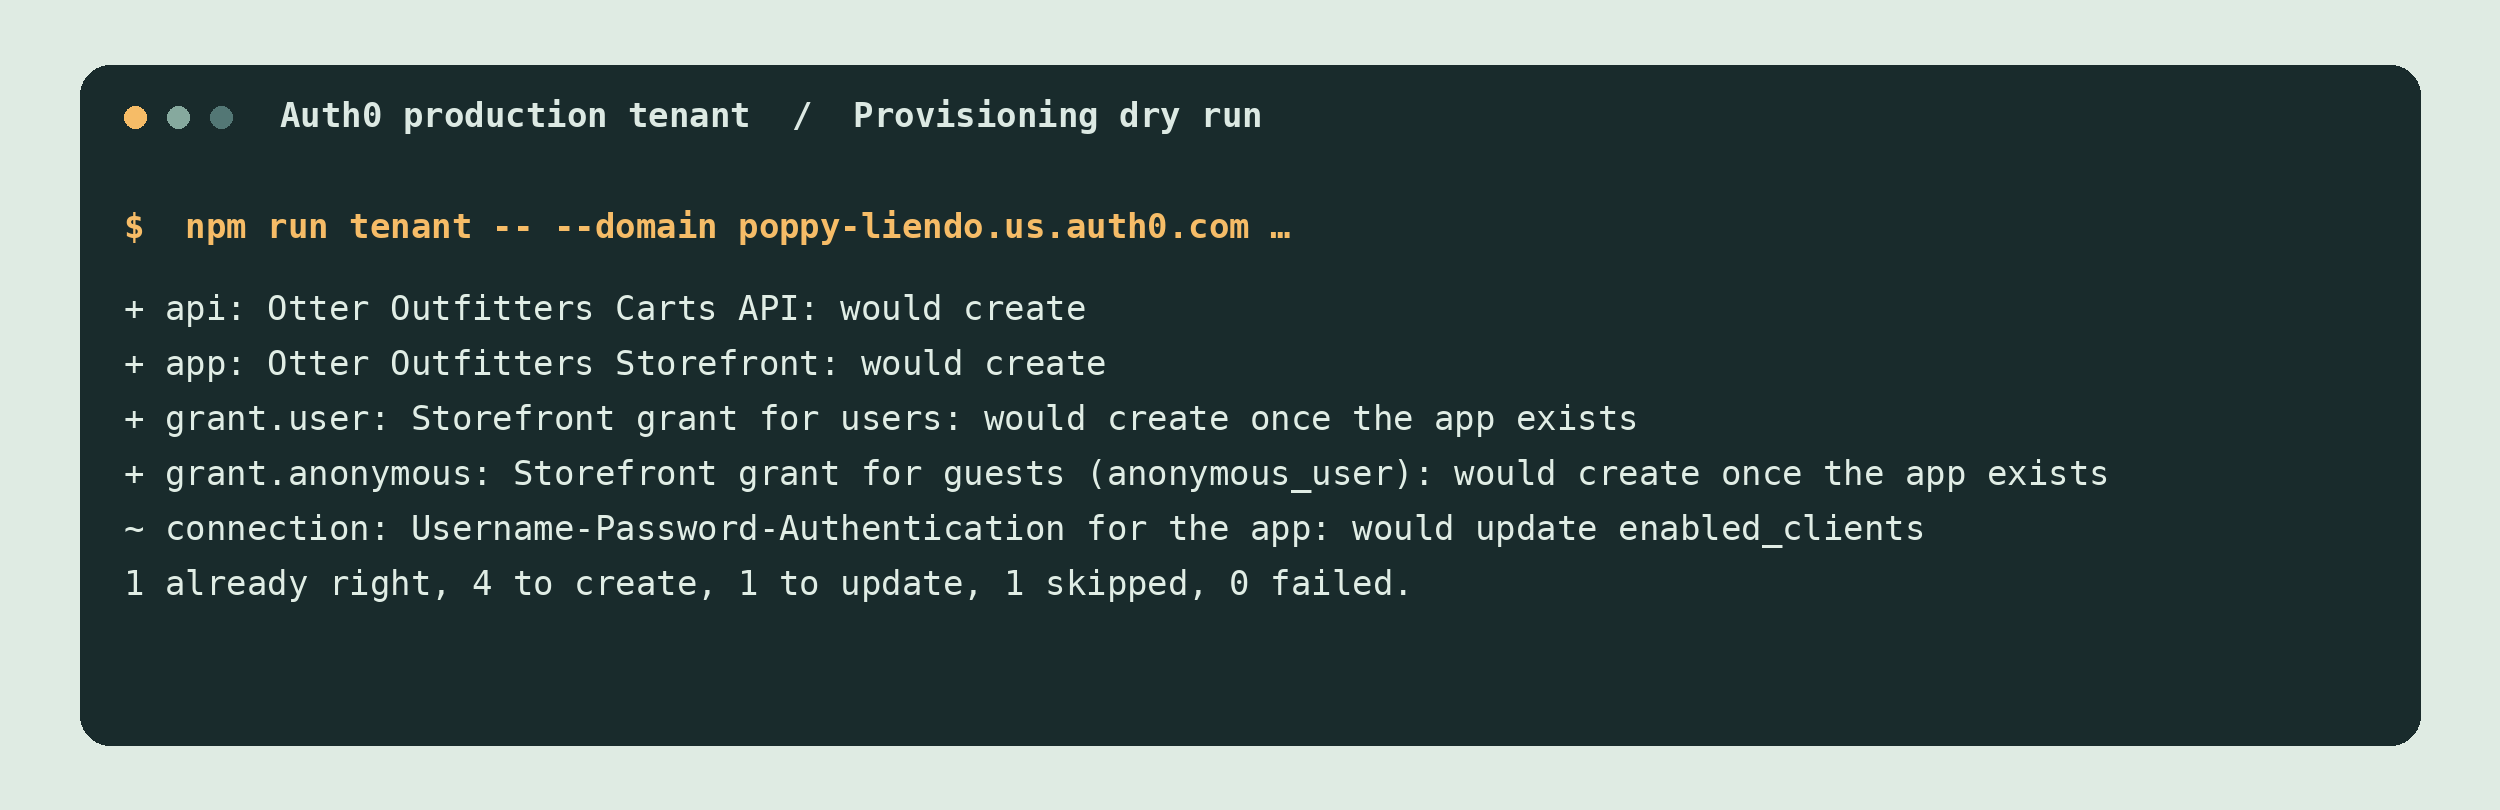 Auth0 production tenant / Provisioning dry run
$ npm run tenant -- --domain poppy-liendo.us.auth0.com …
+ api: Otter Outfitters Carts API: would create
+ app: Otter Outfitters Storefront: would create
+ grant.user: Storefront grant for users: would create once the app exists
+ grant.anonymous: Storefront grant for guests (anonymous_user): would create once the app exists
~ connection: Username-Password-Authentication for the app: would update enabled_clients
1 already right, 4 to create, 1 to update, 1 skipped, 0 failed.